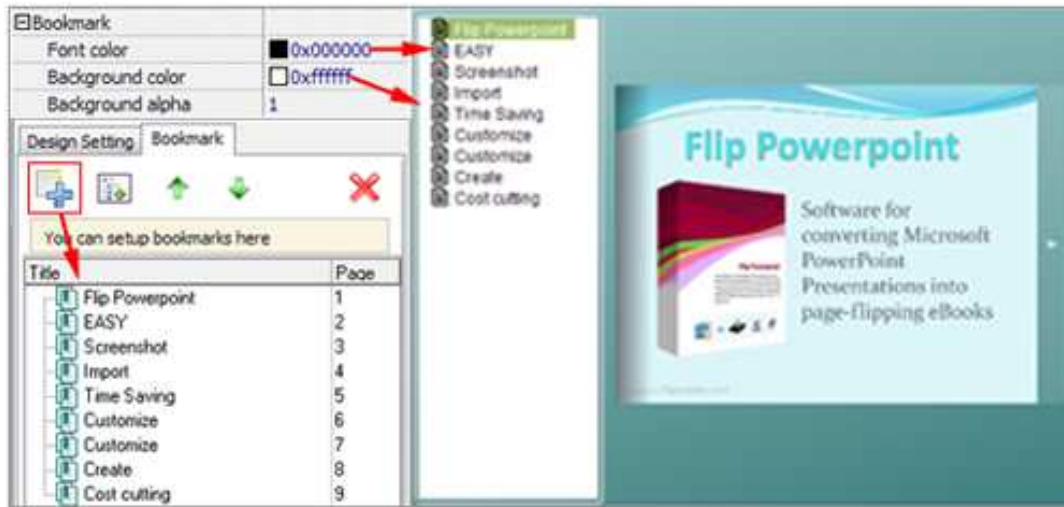 Bookmark
Font color 0x000000
Background color 0xffffff
Background alpha 1
Design Setting Bookmark
You can setup bookmarks here
Title Page
Flip Powerpoint 1
EASY 2
Screenshot 3
Import 4
Time Saving 5
Customize 6
Customize 7
Create 8
Cost cutting 9
Flip Powerpoint
EASY
Screenshot
Import
Time Saving
Customize
Customize
Create
Cost cutting
Flip Powerpoint
Software for
converting Microsoft
PowerPoint
Presentations into
page-flipping eBooks
Flip Powerpoint